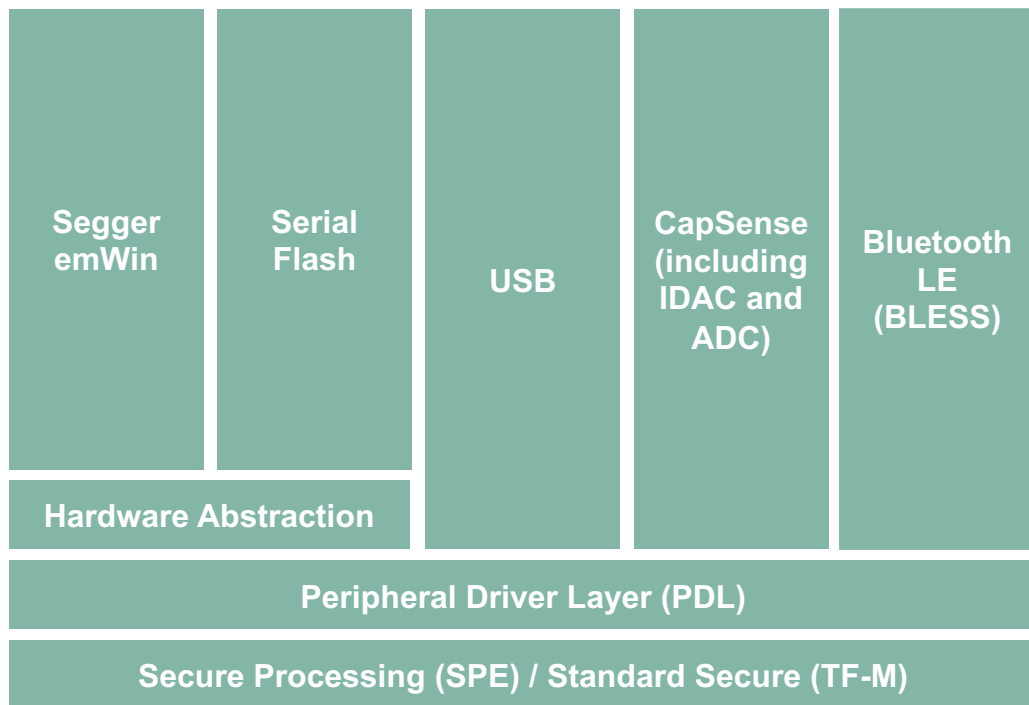 Segger
emWin
Serial
Flash
USB
CapSense
(including
IDAC and
ADC)
Bluetooth
LE
(BLESS)
Hardware Abstraction
Peripheral Driver Layer (PDL)
Secure Processing (SPE) / Standard Secure (TF-M)